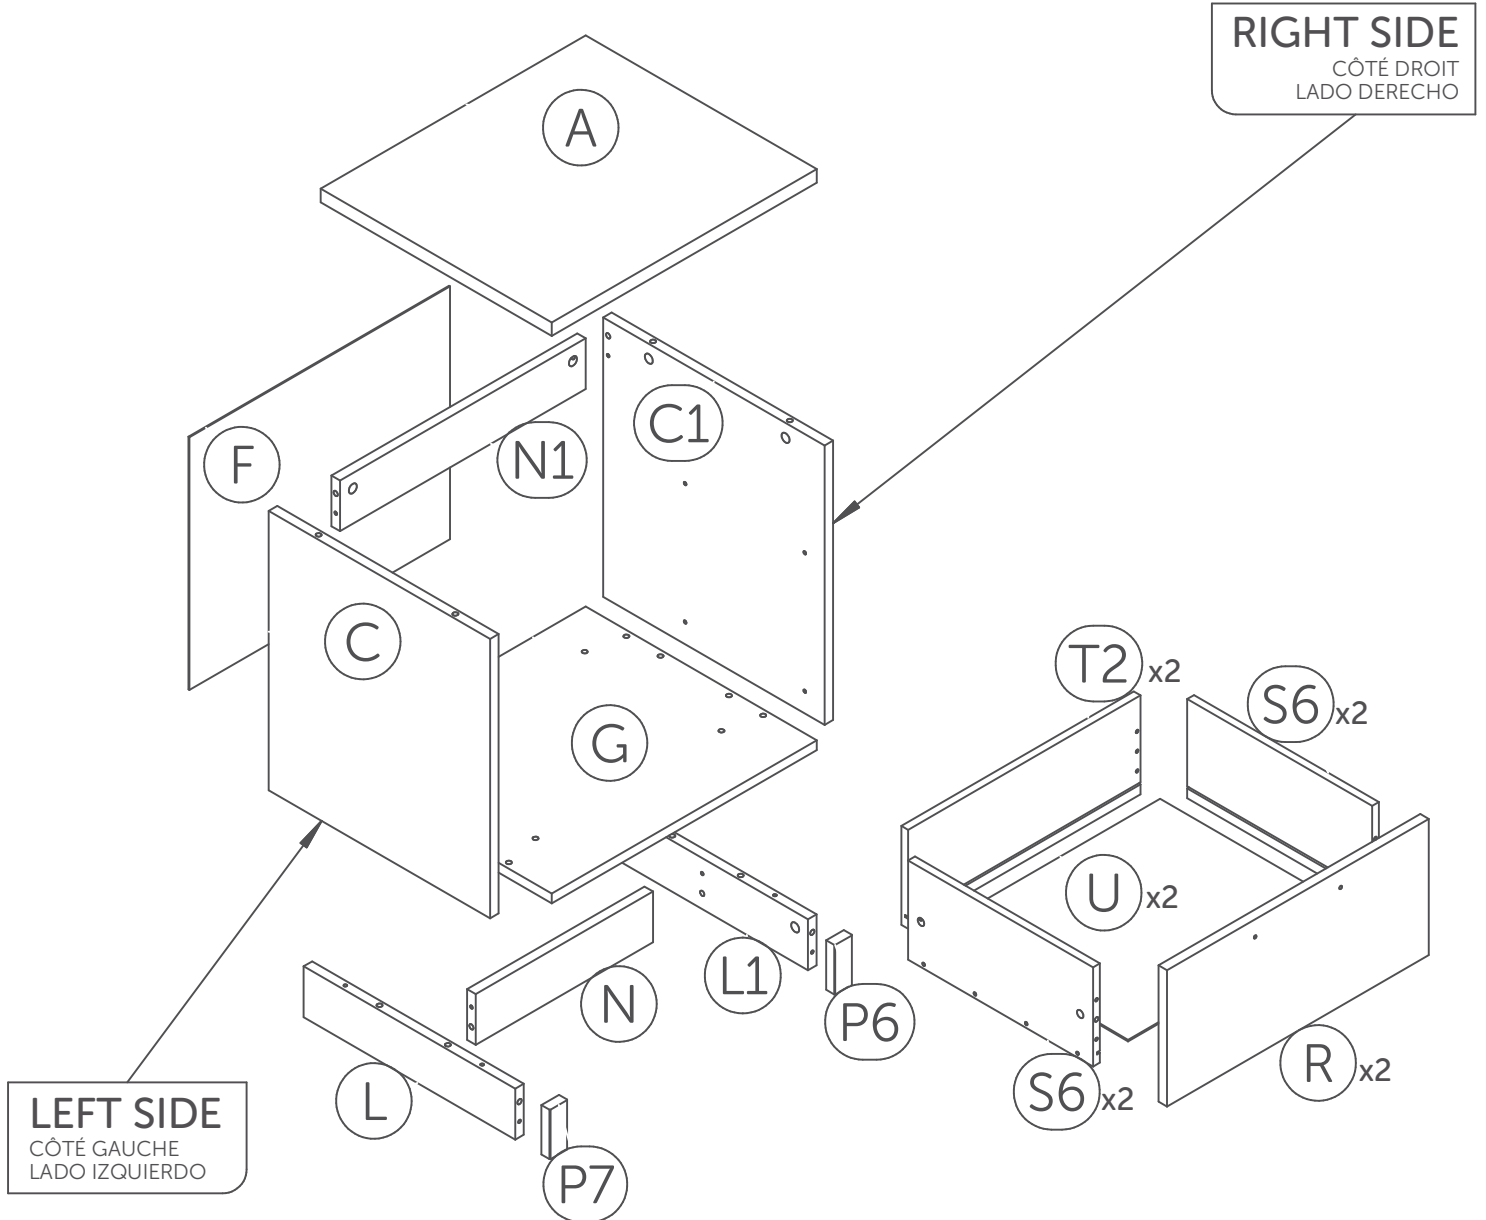 RIGHT SIDE
CÔTÉ DROIT
LADO DERECHO
A
F
N1
C1
C
G
T2 x2
S6 x2
U x2
L1
N
P6
R x2
S6 x2
L
P7
LEFT SIDE
CÔTÉ GAUCHE
LADO IZQUIERDO